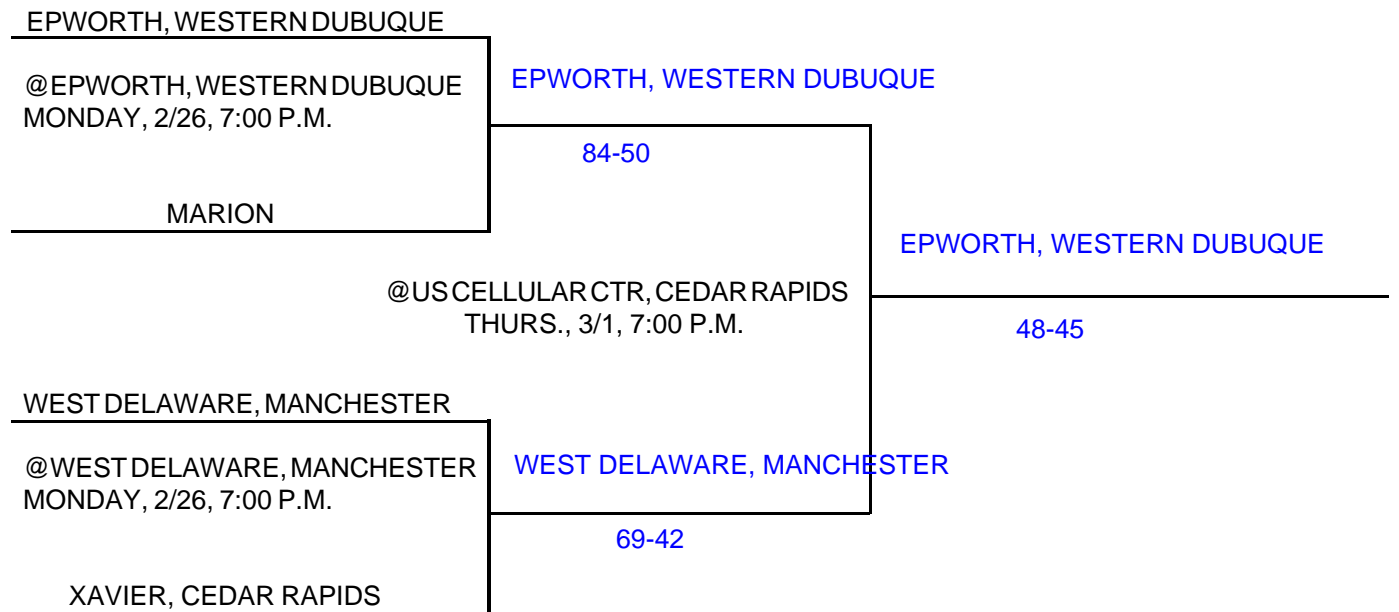 EPWORTH, WESTERN DUBUQUE
@EPWORTH, WESTERN DUBUQUE
MONDAY, 2/26, 7:00 P.M.
EPWORTH, WESTERN DUBUQUE
84-50
MARION
EPWORTH, WESTERN DUBUQUE
@US CELLULAR CTR, CEDAR RAPIDS
THURS., 3/1, 7:00 P.M.
48-45
WEST DELAWARE, MANCHESTER
@WEST DELAWARE, MANCHESTER
MONDAY, 2/26, 7:00 P.M.
WEST DELAWARE, MANCHESTER
69-42
XAVIER, CEDAR RAPIDS